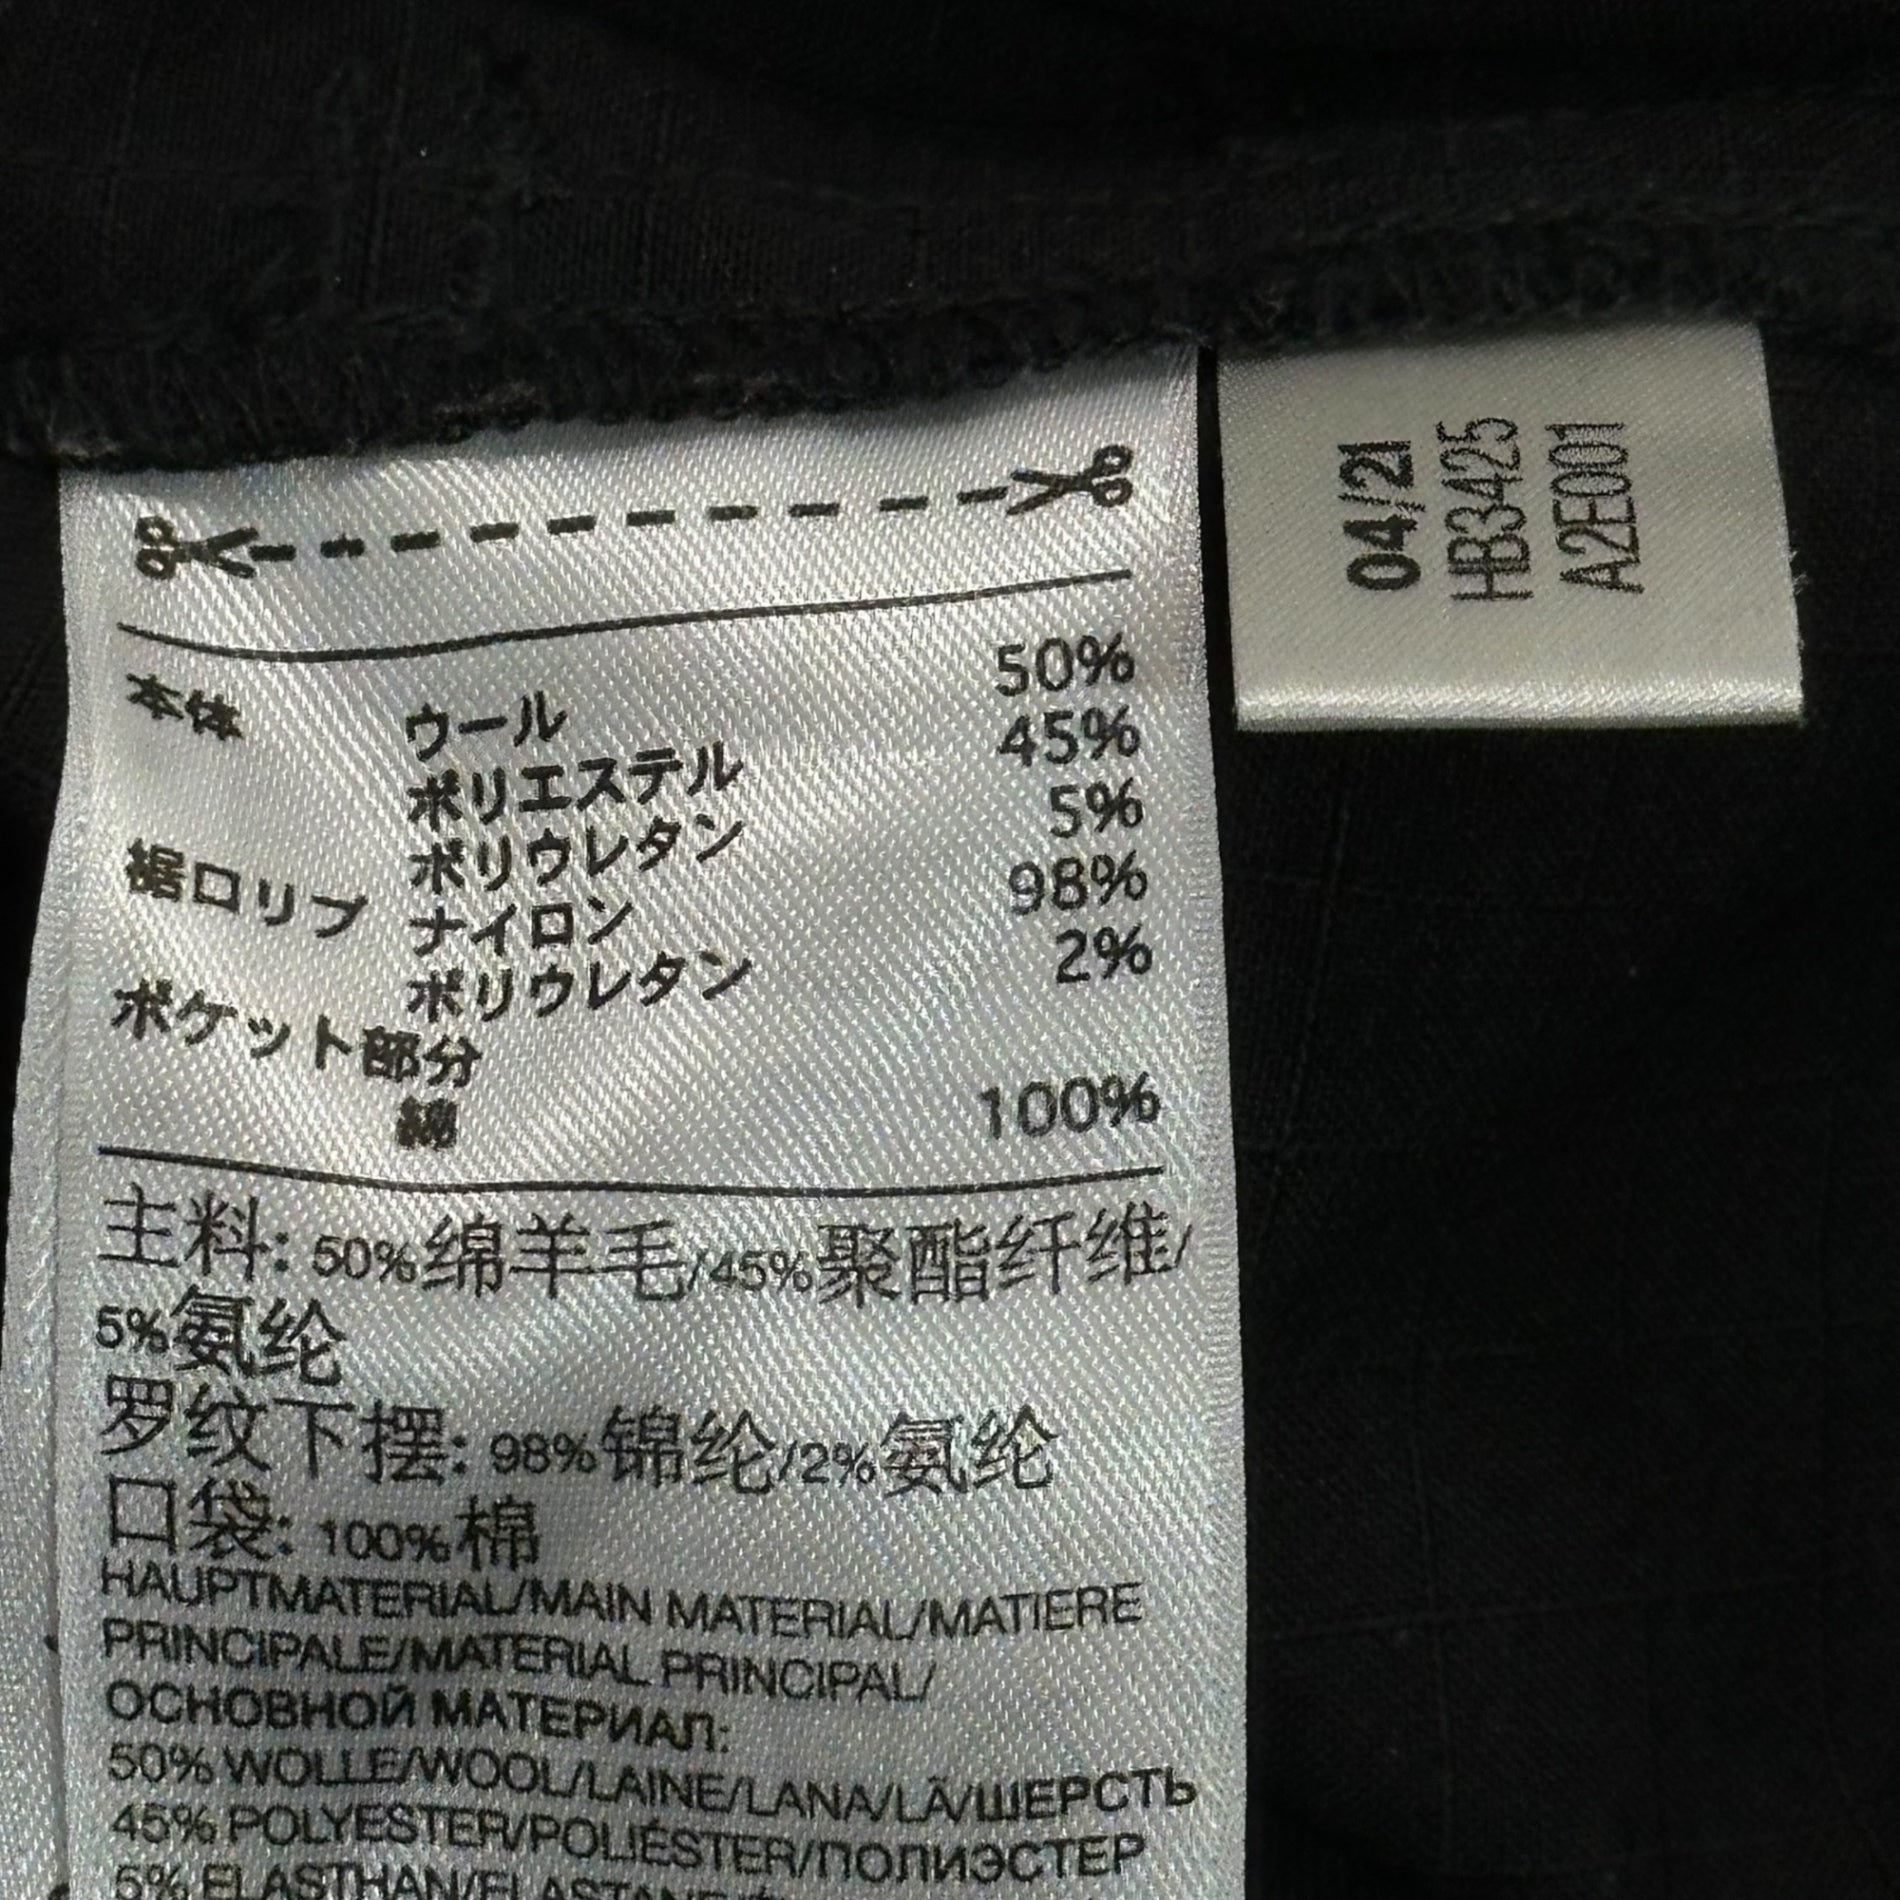 本体 ウール 50%
ポリエステル 45%
ポリウレタン 5%
裾口リブ ナイロン 98%
ポリウレタン 2%
ポケット部分
綿 100%
主料: 50%绵羊毛/45%聚酯纤维/
5%氨纶
罗纹下摆: 98%锦纶/2%氨纶
口袋: 100%棉
HAUPTMATERIAL/MAIN MATERIAL/MATIERE
PRINCIPALE/MATERIAL PRINCIPAL/
ОСНОВНОЙ МАТЕРИАЛ:
50% WOLLE/WOOL/LAINE/LANA/LÃ/ШЕРСТЬ
45% POLYESTER/POLIÉSTER/ПОЛИЭСТЕР
5% ELASTHAN/ELASTANE/
04/21
HB3425
A2E001